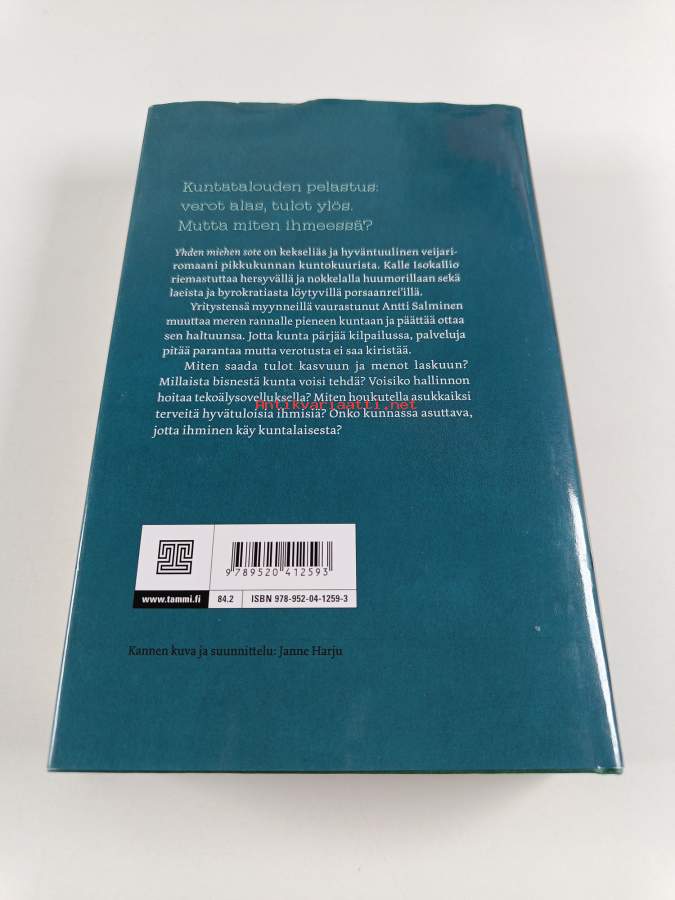 Kuntatalouden pelastus:
verot alas, tulot ylös.
Mutta miten ihmeessä?
Yhden miehen sote on kekseliäs ja hyväntuulinen veijari-
romaani pikkukunnan kuntokuurista. Kalle Isokallio
riemastuttaa hersyvällä ja nokkelalla huumorillaan sekä
laeista ja byrokratiasta löytyvillä porsaanrei'illä.
Yritystensä myynneillä vaurastunut Antti Salminen
muuttaa meren rannalle pieneen kuntaan ja päättää ottaa
sen haltuunsa. Jotta kunta pärjää kilpailussa, palveluja
pitää parantaa mutta verotusta ei saa kiristää.
Miten saada tulot kasvuun ja menot laskuun?
Millaista bisnestä kunta voisi tehdä? Voisiko hallinnon
hoitaa tekoälysovelluksella? Miten houkutella asukkaiksi
Antikvariaatti.net
terveitä hyvätuloisia ihmisiä? Onko kunnassa asuttava,
jotta ihminen käy kuntalaisesta?
9 789520 412593
www.tammi.fi 84.2 ISBN 978-952-04-1259-3
Kannen kuva ja suunnittelu: Janne Harju